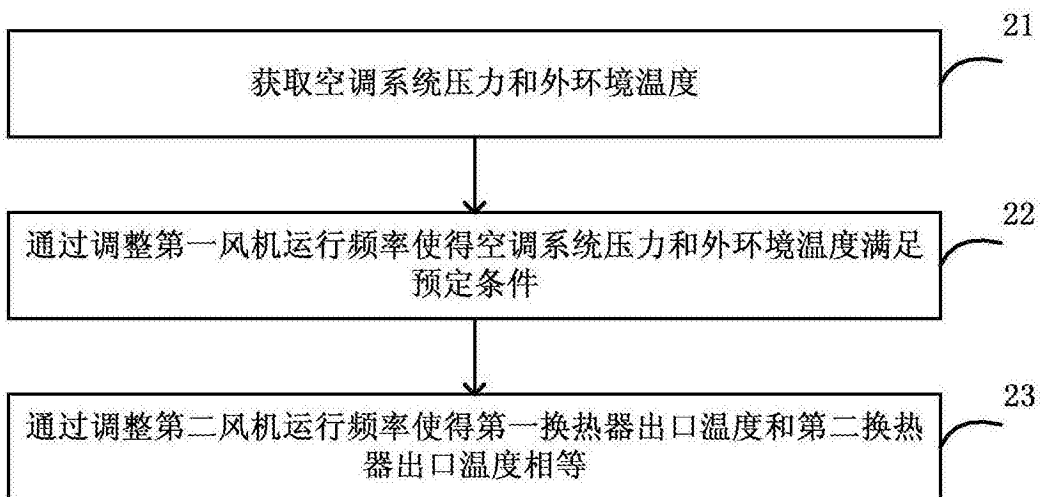 21
获取空调系统压力和外环境温度
22
通过调整第一风机运行频率使得空调系统压力和外环境温度满足
预定条件
23
通过调整第二风机运行频率使得第一换热器出口温度和第二换热
器出口温度相等